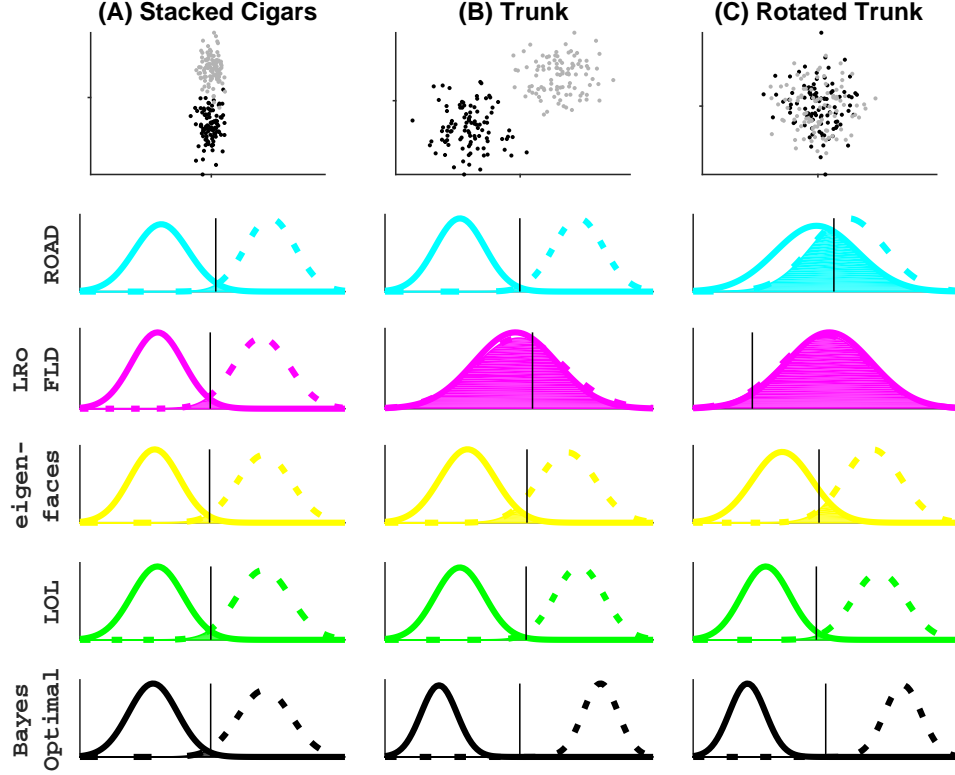 (A) Stacked Cigars
(B) Trunk
(C) Rotated Trunk
ROAD
LRo
FLD
eigen-
faces
LOL
Bayes
Optimal